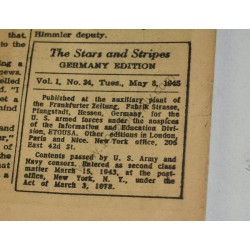 that.
to the
Himmler deputy.
The Stars and Stripes
GERMANY EDITION
Vol. 1, No. 34, Tues., May 8, 1945
Published at the auxiliary plant of
the Frankfurter Zeitung, Fabrik Strasse,
Pfungstadt, Hessen, Germany, for the
U. S. armed forces under the auspices
of the Information and Education Divi-
sion, ETOUSA. Other editions in London,
Paris and Nice. New York office, 205
East 42d St.
Contents passed by U. S. Army and
Navy censors. Entered as second class
matter March 15, 1943, at the post
office, New York, N. Y., under the
Act of March 3, 1878.